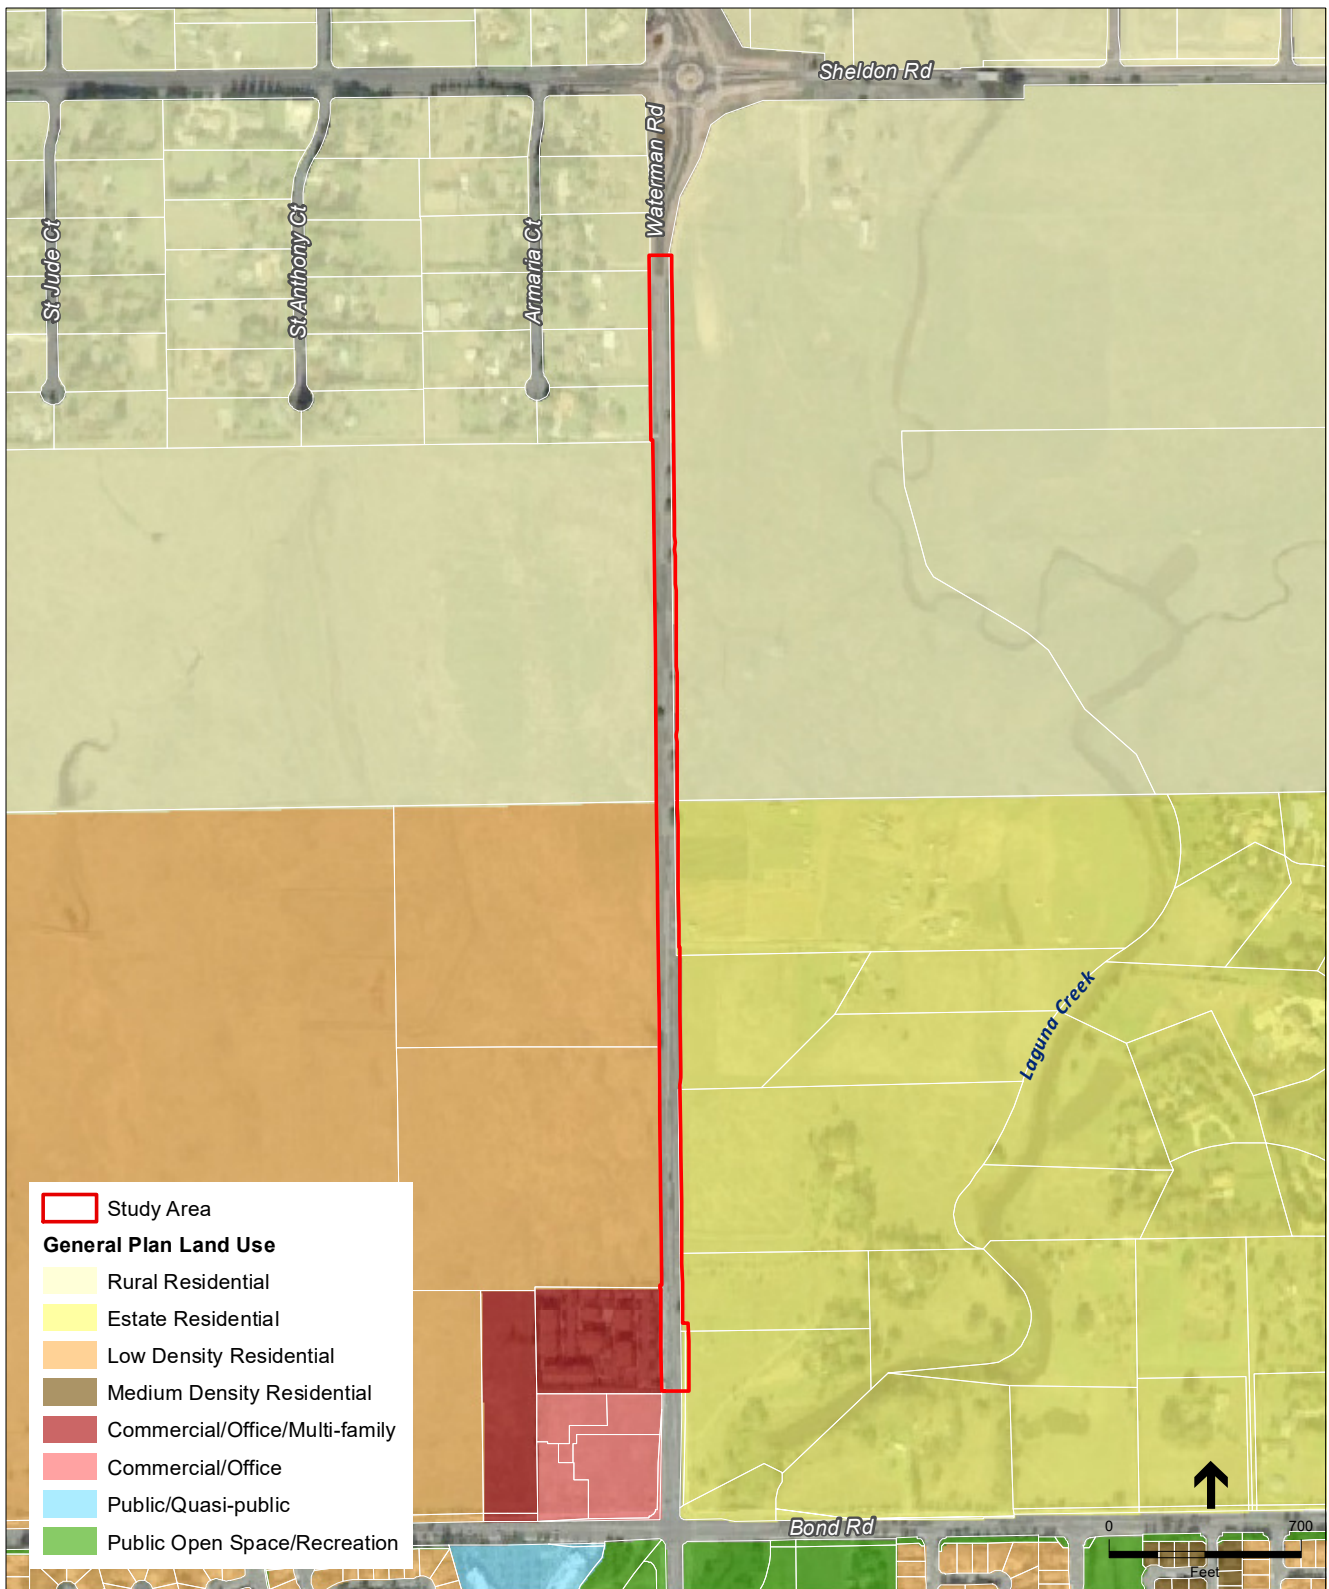 Sheldon Rd
Waterman Rd
St Jude Ct
St Anthony Ct
Armaria Ct
Laguna Creek
Study Area
General Plan Land Use
Rural Residential
Estate Residential
Low Density Residential
Medium Density Residential
Commercial/Office/Multi-family
Commercial/Office
Public/Quasi-public
Public Open Space/Recreation
Bond Rd
0 700
Feet